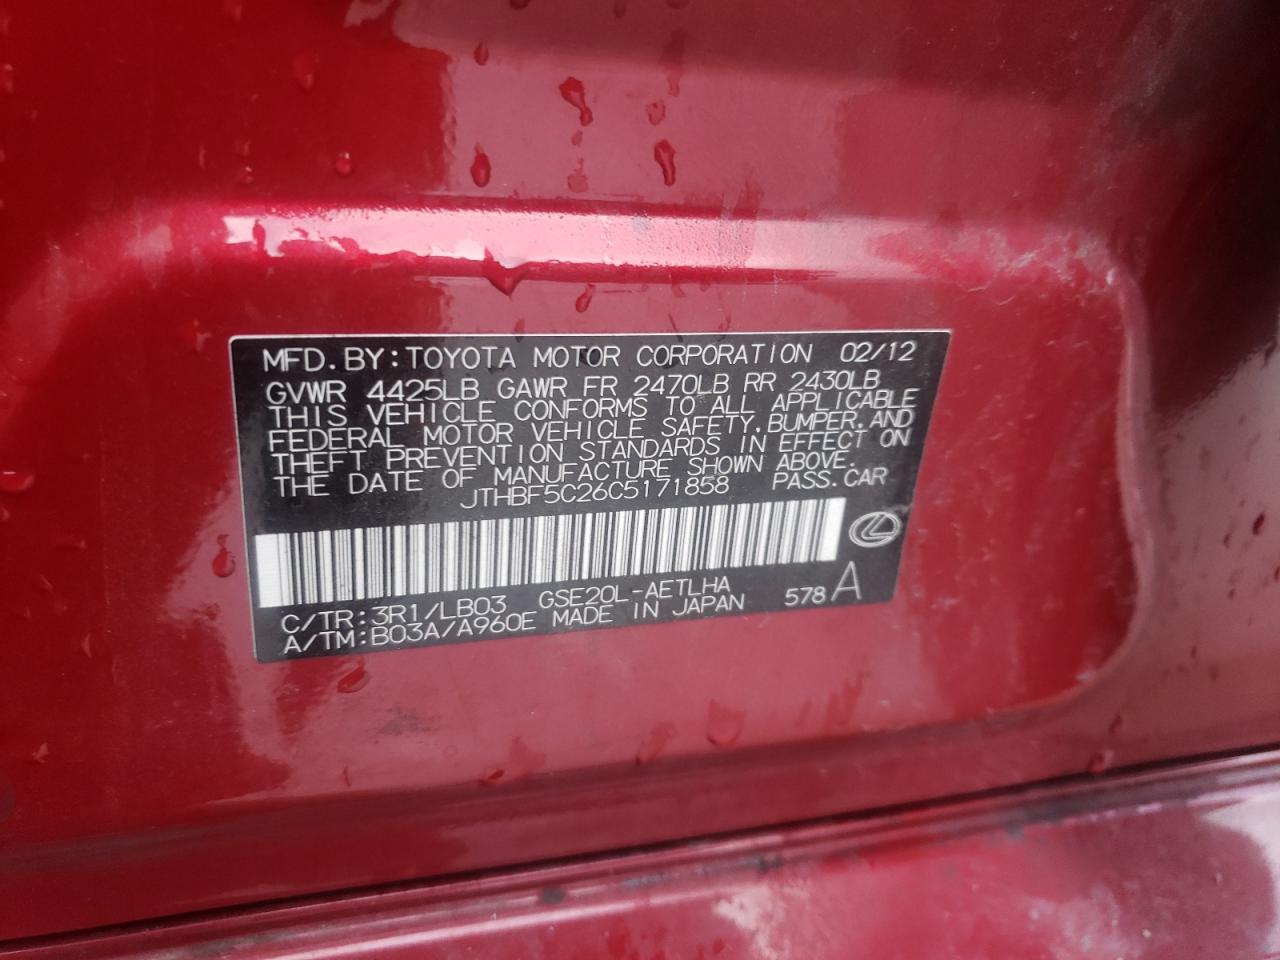 MFD.BY:TOYOTA MOTOR CORPORATION 02/12
GVWR 4425LB GAWR FR 2470LB RR 2430LB
THIS VEHICLE CONFORMS TO ALL APPLICABLE
FEDERAL MOTOR VEHICLE SAFETY,BUMPER,AND
THEFT PREVENTION STANDARDS IN EFFECT ON
THE DATE OF MANUFACTURE SHOWN ABOVE.
JTHBF5C26C5171858 PASS.CAR
C/TR:3R1/LB03 GSE20L-AETLHA 578 A
A/TM:B03A/A960E MADE IN JAPAN